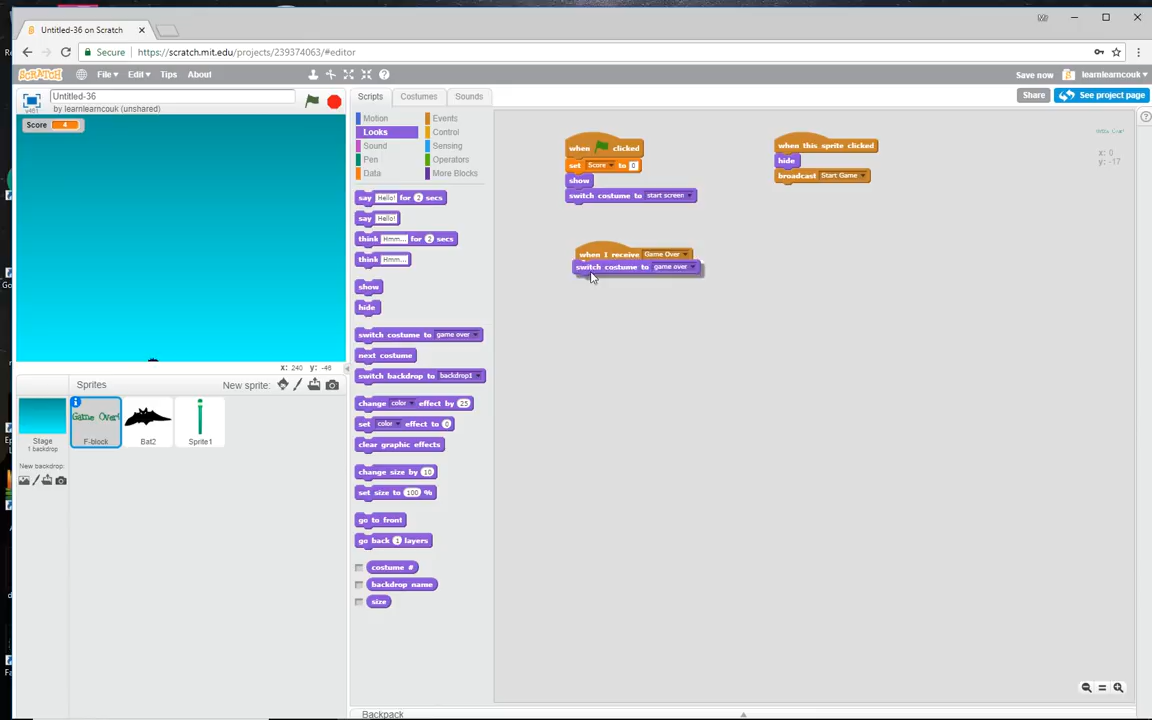 Untitled-36 on Scratch
Secure https://scratch.mit.edu/projects/239374063/#editor
SCRATCH File Edit Tips About Save now learnlearncouk
Untitled-36
by learnlearncouk (unshared)
v461
Scripts Costumes Sounds
Share See project page
Score 4
Motion Events
Looks Control
Sound Sensing
Pen Operators
Data More Blocks
say Hello! for 2 secs
say Hello!
think Hmm... for 2 secs
think Hmm...
show
hide
switch costume to game over
next costume
switch backdrop to backdrop1
change color effect by 25
set color effect to 0
clear graphic effects
change size by 10
set size to 100 %
go to front
go back 1 layers
costume #
backdrop name
size
when clicked
set Score to 0
show
switch costume to start screen
when this sprite clicked
hide
broadcast Start Game
when I receive Game Over
switch costume to game over
x: 0
y: -17
x: 240 y: -46
Sprites New sprite:
Game Over!
F-block
Bat2
Sprite1
Stage
1 backdrop
New backdrop:
Backpack